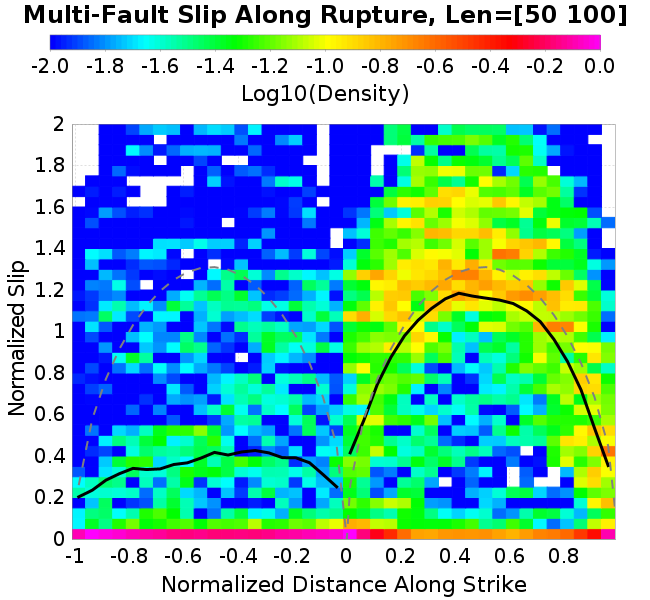 Multi-Fault Slip Along Rupture, Len=[50 100]
-2.0 -1.8 -1.6 -1.4 -1.2 -1.0 -0.8 -0.6 -0.4 -0.2 0.0
Log10(Density)
2
1.8
1.6
1.4
1.2
1
0.8
0.6
0.4
0.2
0
Normalized Slip
-1 -0.8 -0.6 -0.4 -0.2 0 0.2 0.4 0.6 0.8
Normalized Distance Along Strike